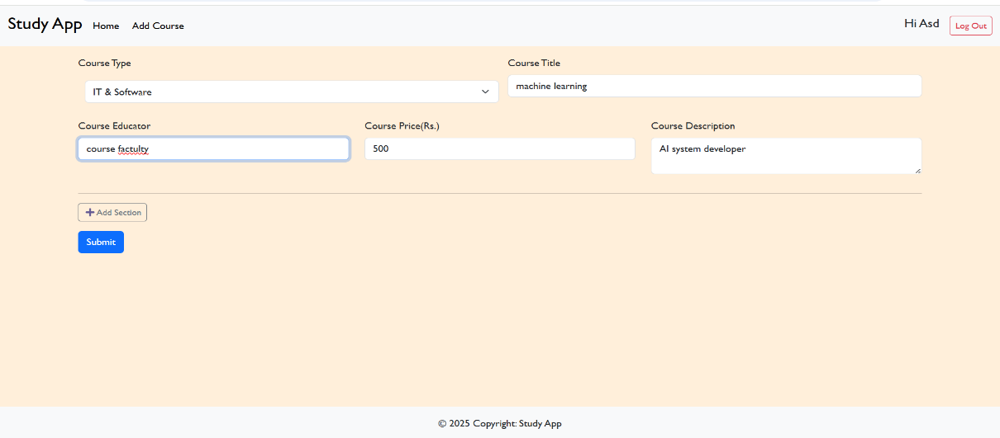 Study App Home Add Course Hi Asd Log Out
Course Type Course Title
IT & Software machine learning
Course Educator Course Price(Rs.) Course Description
course factulty 500 AI system developer
Add Section
Submit
© 2025 Copyright: Study App